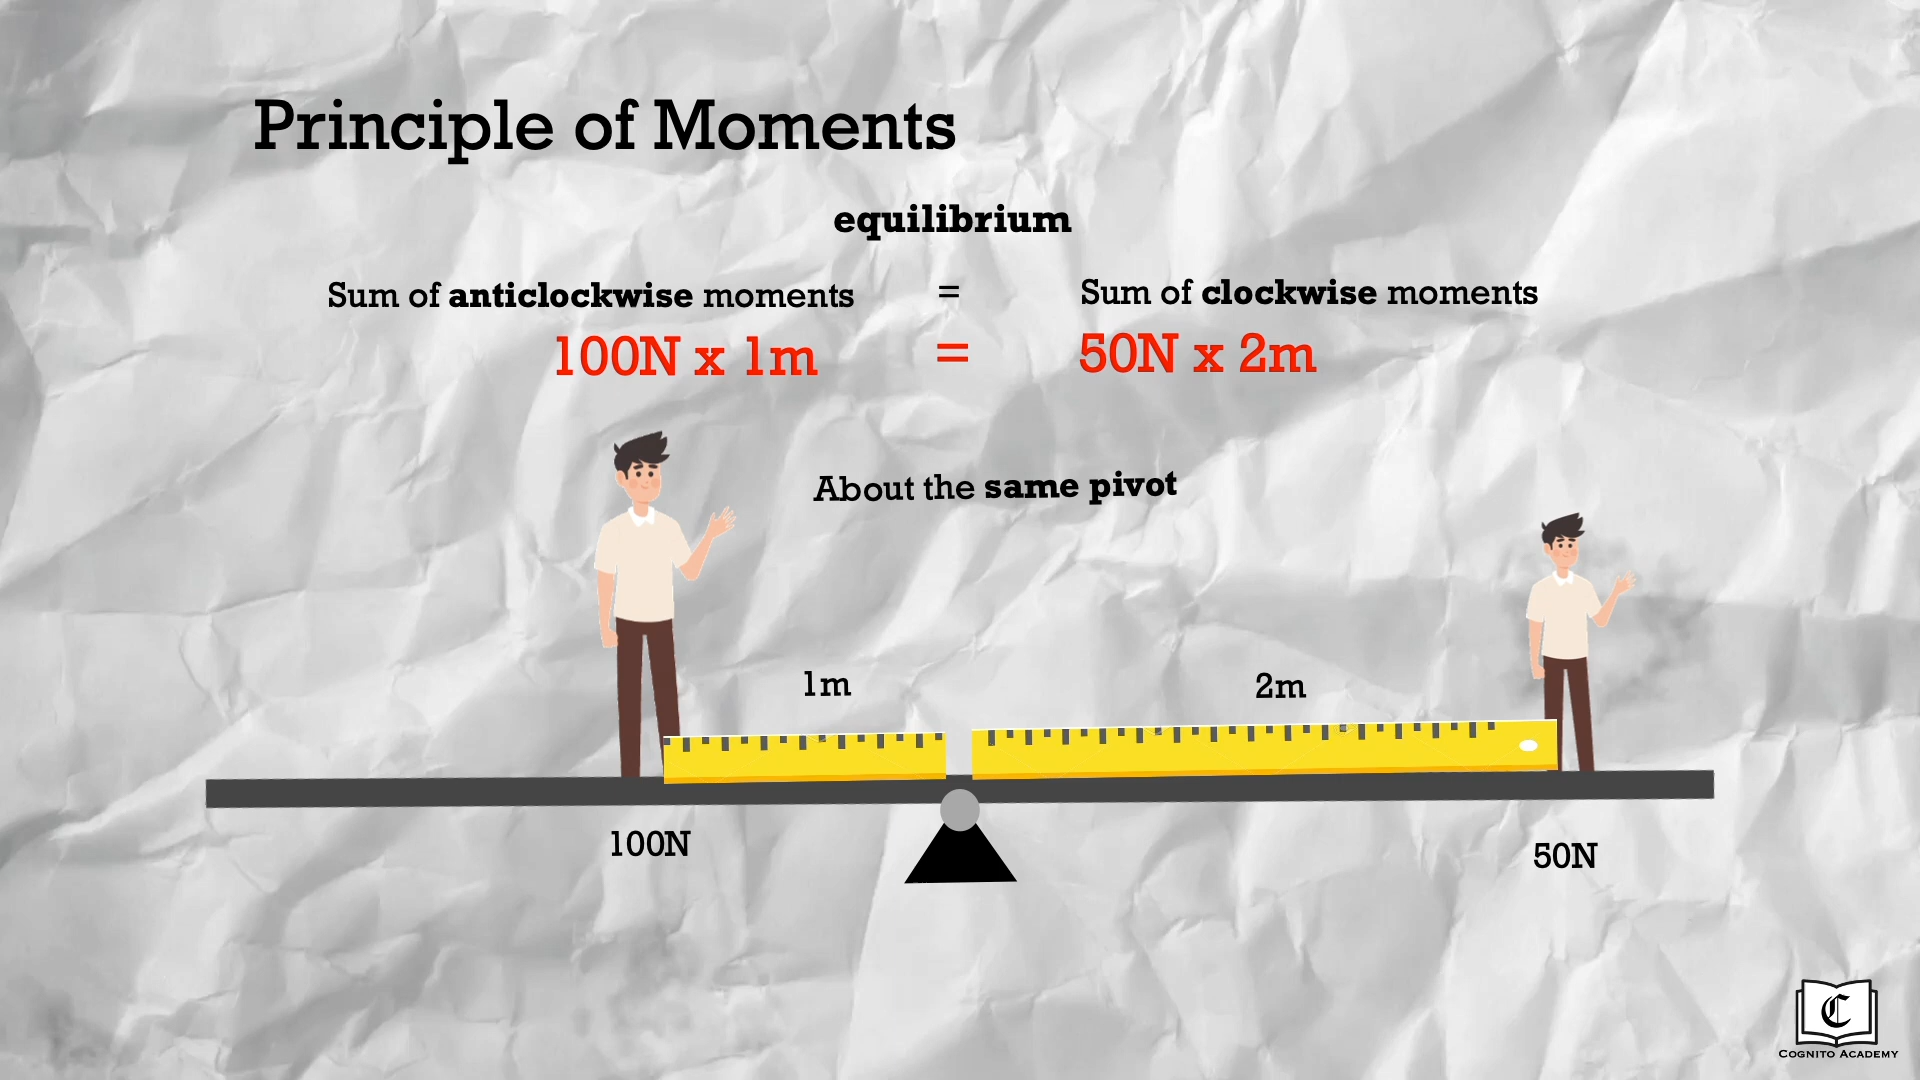 Principle of Moments
equilibrium
Sum of anticlockwise moments = Sum of clockwise moments
100N x 1m = 50N x 2m
About the same pivot
1m
2m
100N
50N
C
COGNITO ACADEMY